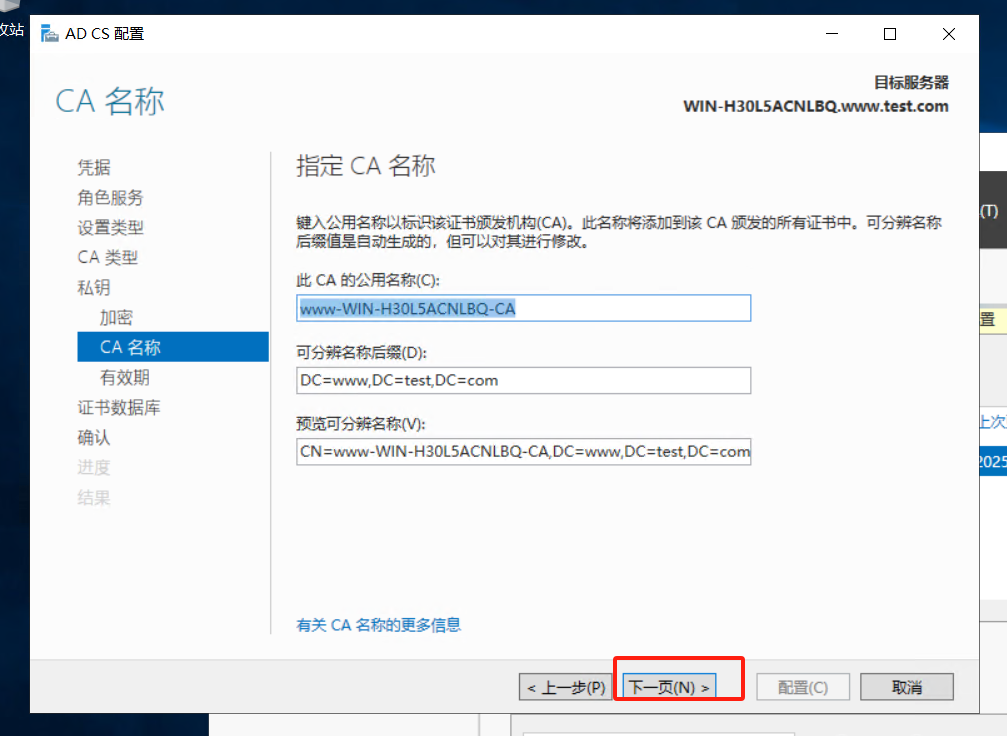 收站
AD CS 配置
CA 名称
目标服务器
WIN-H30L5ACNLBQ.www.test.com
凭据
角色服务
设置类型
CA 类型
私钥
加密
CA 名称
有效期
证书数据库
确认
进度
结果
指定 CA 名称
键入公用名称以标识该证书颁发机构(CA)。此名称将添加到该 CA 颁发的所有证书中。可分辨名称
后缀值是自动生成的，但可以对其进行修改。
此 CA 的公用名称(C):
www-WIN-H30L5ACNLBQ-CA
可分辨名称后缀(D):
DC=www,DC=test,DC=com
预览可分辨名称(V):
CN=www-WIN-H30L5ACNLBQ-CA,DC=www,DC=test,DC=com
有关 CA 名称的更多信息
< 上一步(P)
下一页(N) >
配置(C)
取消
(T)
置
上次
2025